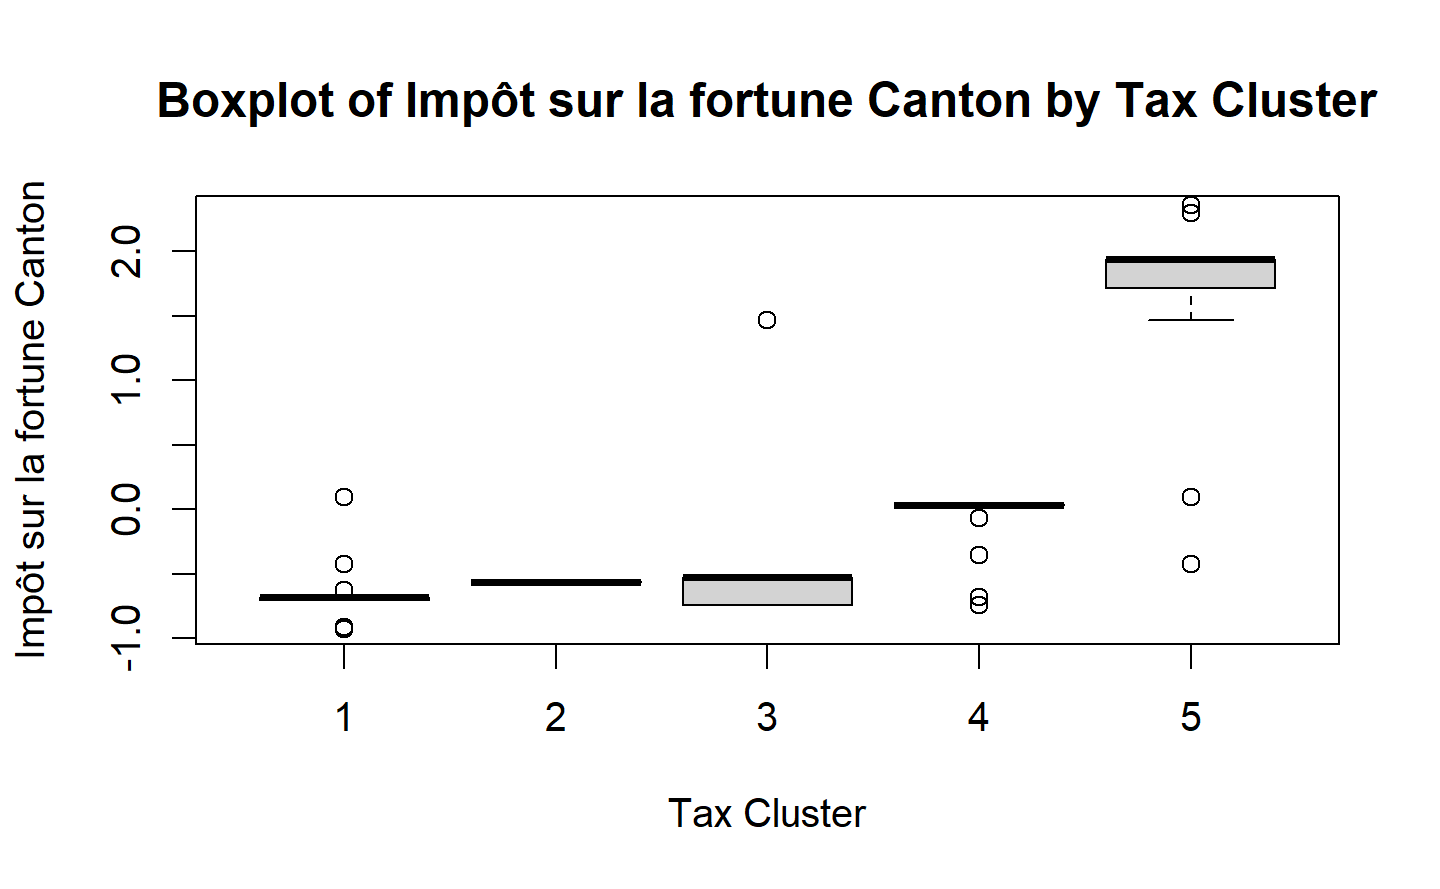 Boxplot of Impôt sur la fortune Canton by Tax Cluster
Impôt sur la fortune Canton
2.0
1.0
0.0
-1.0
1 2 3 4 5
Tax Cluster